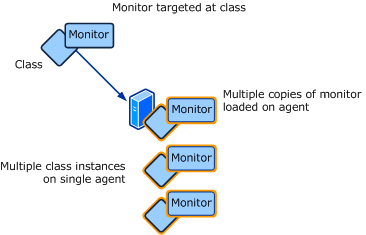 Monitor targeted at class
Monitor
Class
Monitor
Multiple copies of monitor
loaded on agent
Monitor
Multiple class instances
on single agent
Monitor